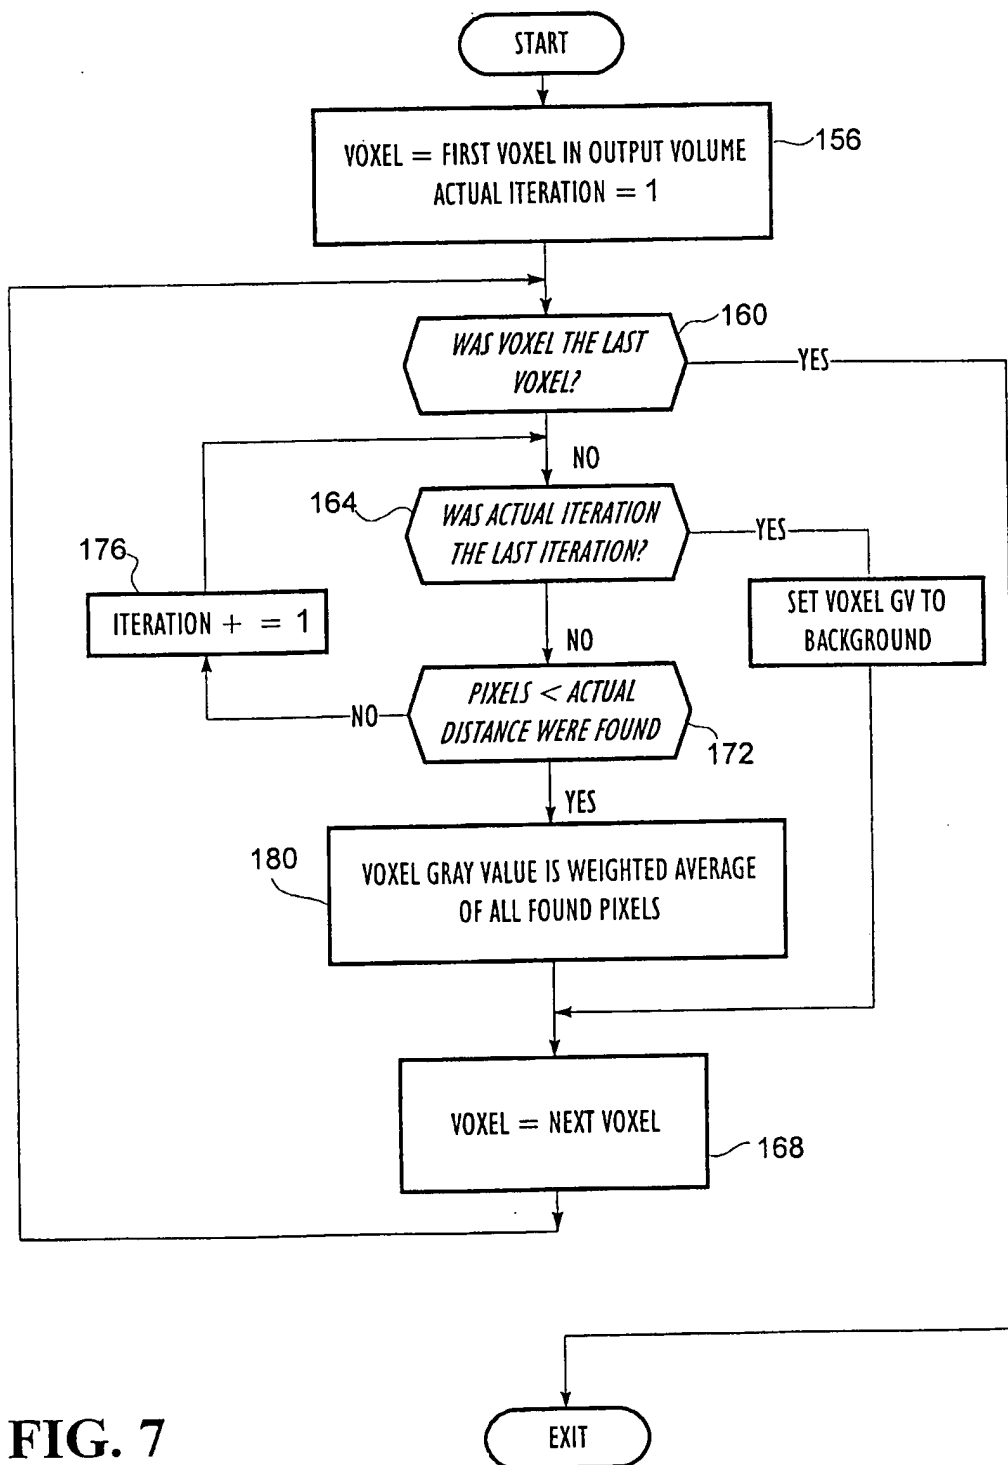 START
VOXEL = FIRST VOXEL IN OUTPUT VOLUME
ACTUAL ITERATION = 1
156
WAS VOXEL THE LAST
VOXEL?
160
YES
NO
164
WAS ACTUAL ITERATION
THE LAST ITERATION?
YES
176
ITERATION + = 1
SET VOXEL GV TO
BACKGROUND
NO
PIXELS < ACTUAL
DISTANCE WERE FOUND
NO
172
YES
180
VOXEL GRAY VALUE IS WEIGHTED AVERAGE
OF ALL FOUND PIXELS
VOXEL = NEXT VOXEL
168
EXIT
FIG. 7